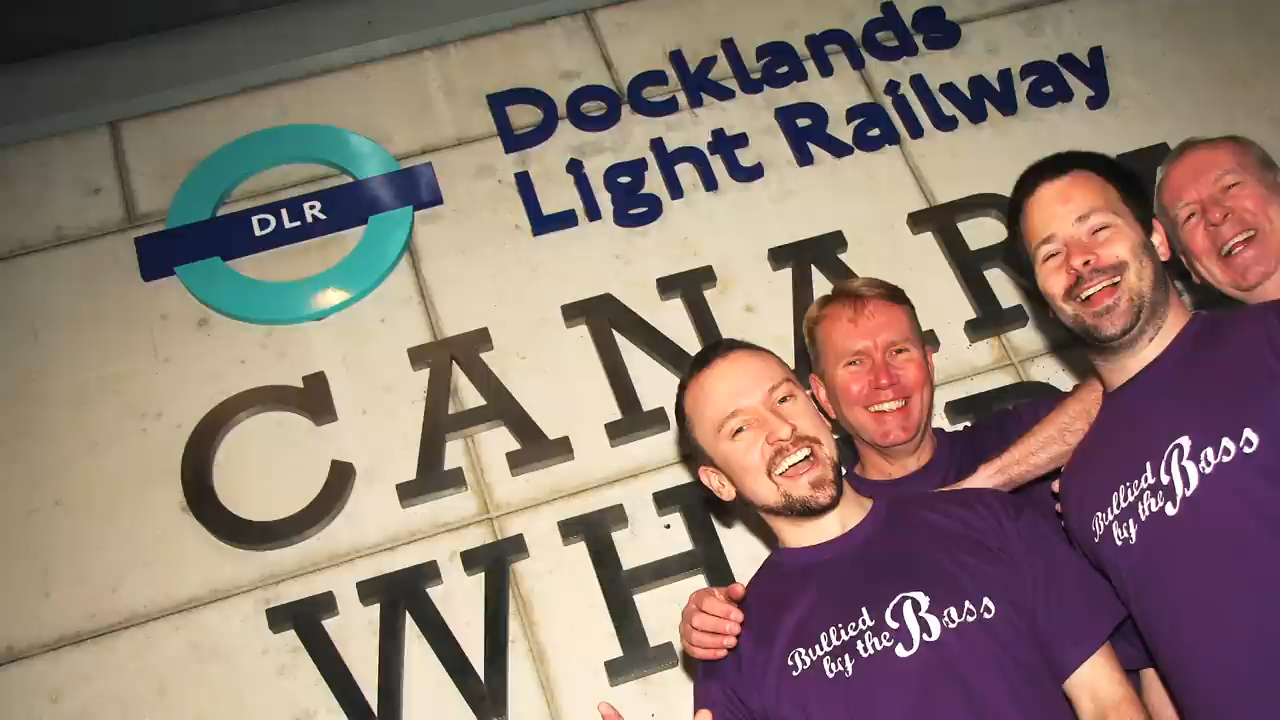 DLR
Docklands
Light Railway
CANAR
WH
Bullied
by the Boss
Bullied
by the Boss